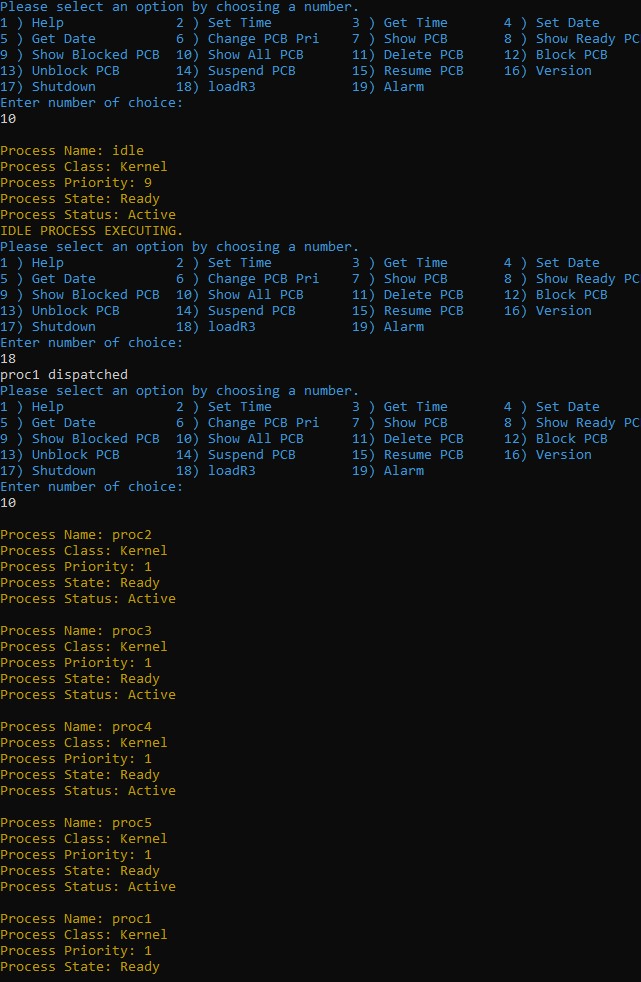 Please select an option by choosing a number.
1 ) Help 2 ) Set Time 3 ) Get Time 4 ) Set Date
5 ) Get Date 6 ) Change PCB Pri 7 ) Show PCB 8 ) Show Ready PC
9 ) Show Blocked PCB 10) Show All PCB 11) Delete PCB 12) Block PCB
13) Unblock PCB 14) Suspend PCB 15) Resume PCB 16) Version
17) Shutdown 18) loadR3 19) Alarm
Enter number of choice:
10
Process Name: idle
Process Class: Kernel
Process Priority: 9
Process State: Ready
Process Status: Active
IDLE PROCESS EXECUTING.
Please select an option by choosing a number.
1 ) Help 2 ) Set Time 3 ) Get Time 4 ) Set Date
5 ) Get Date 6 ) Change PCB Pri 7 ) Show PCB 8 ) Show Ready PC
9 ) Show Blocked PCB 10) Show All PCB 11) Delete PCB 12) Block PCB
13) Unblock PCB 14) Suspend PCB 15) Resume PCB 16) Version
17) Shutdown 18) loadR3 19) Alarm
Enter number of choice:
18
proc1 dispatched
Please select an option by choosing a number.
1 ) Help 2 ) Set Time 3 ) Get Time 4 ) Set Date
5 ) Get Date 6 ) Change PCB Pri 7 ) Show PCB 8 ) Show Ready PC
9 ) Show Blocked PCB 10) Show All PCB 11) Delete PCB 12) Block PCB
13) Unblock PCB 14) Suspend PCB 15) Resume PCB 16) Version
17) Shutdown 18) loadR3 19) Alarm
Enter number of choice:
10
Process Name: proc2
Process Class: Kernel
Process Priority: 1
Process State: Ready
Process Status: Active
Process Name: proc3
Process Class: Kernel
Process Priority: 1
Process State: Ready
Process Status: Active
Process Name: proc4
Process Class: Kernel
Process Priority: 1
Process State: Ready
Process Status: Active
Process Name: proc5
Process Class: Kernel
Process Priority: 1
Process State: Ready
Process Status: Active
Process Name: proc1
Process Class: Kernel
Process Priority: 1
Process State: Ready